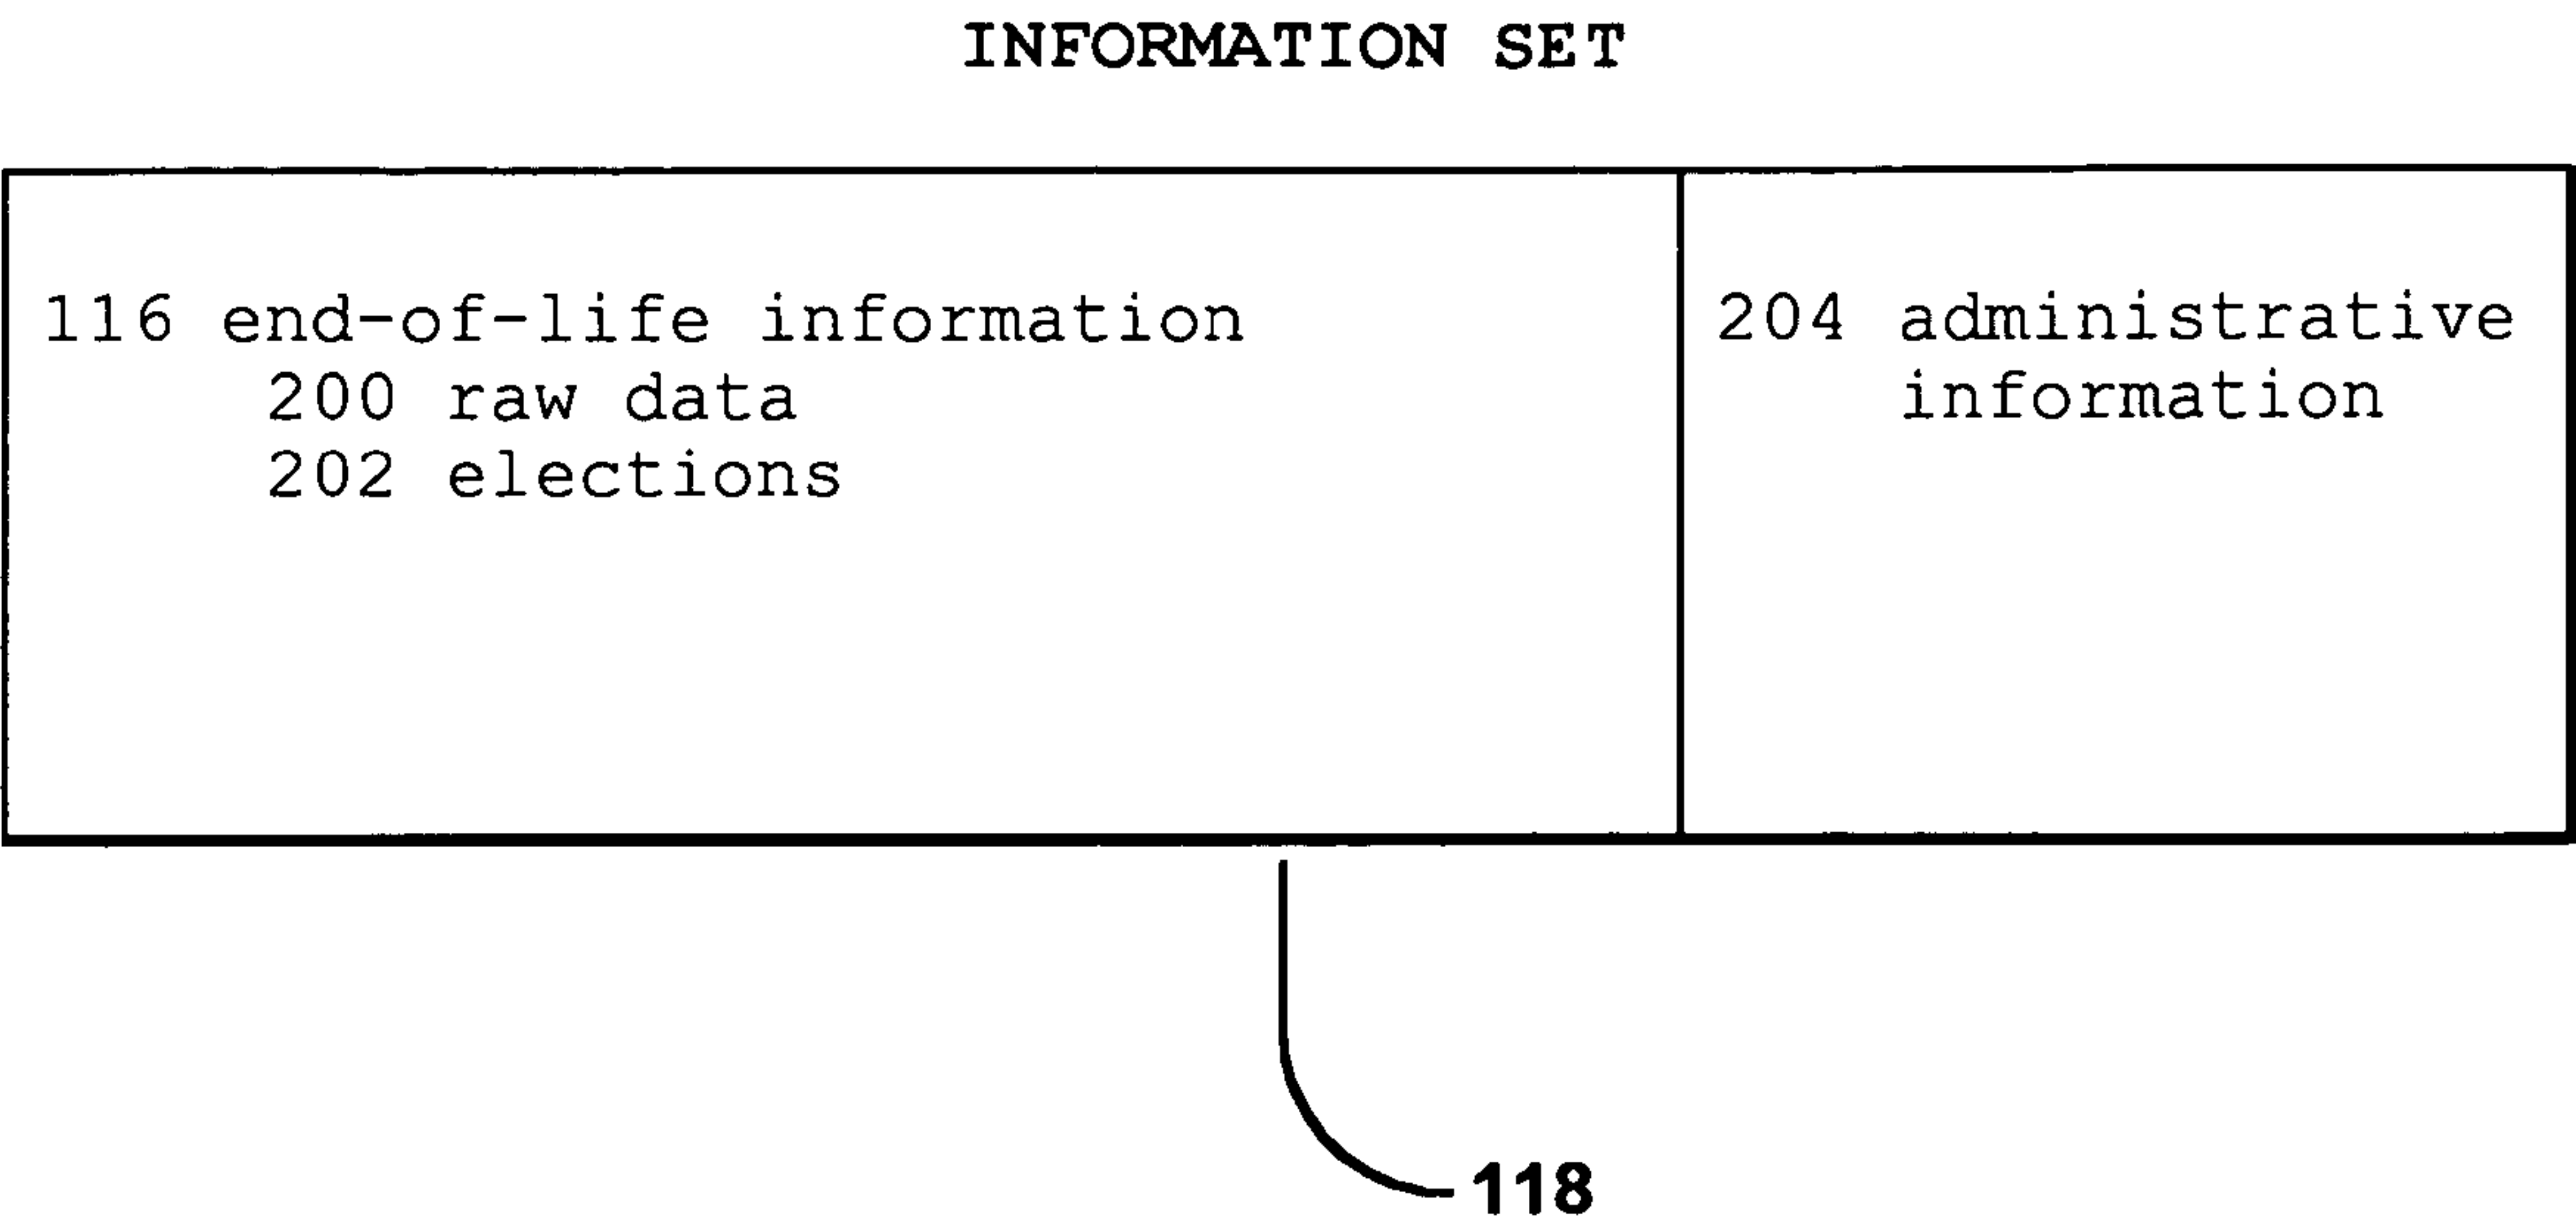 INFORMATION SET
116 end-of-life information
200 raw data
202 elections
204 administrative
information
118